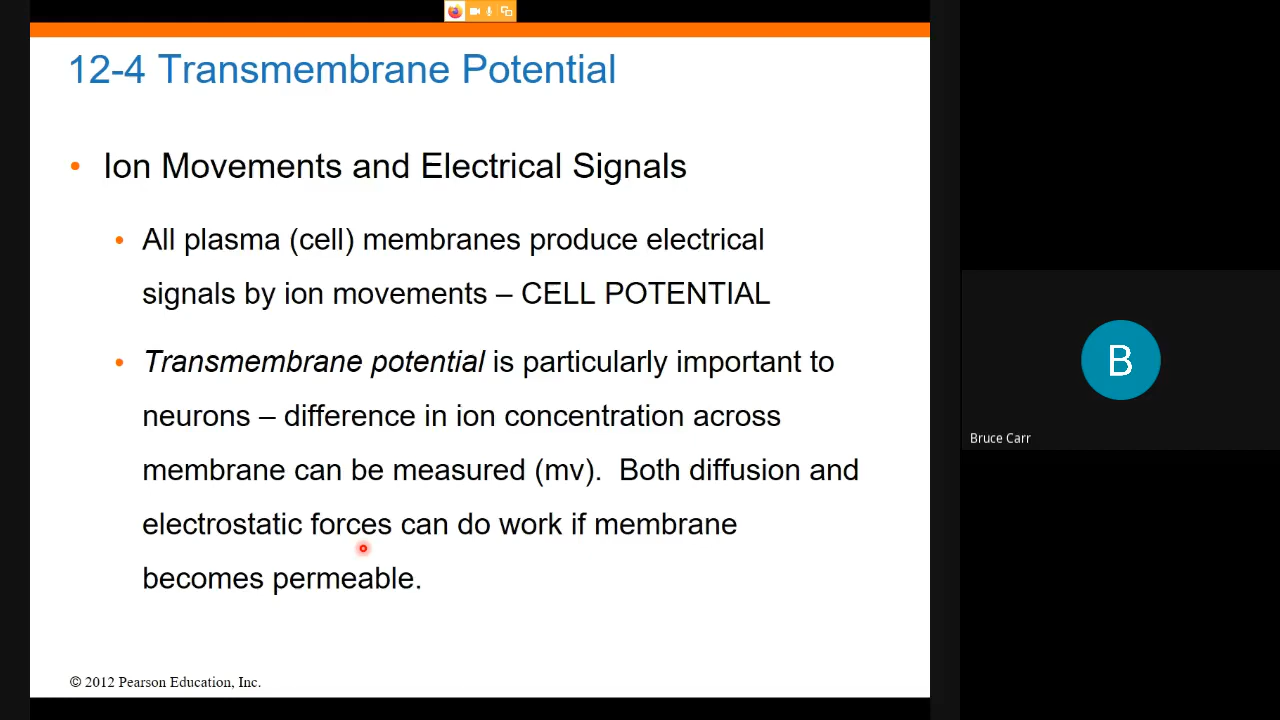 12-4 Transmembrane Potential
• Ion Movements and Electrical Signals
• All plasma (cell) membranes produce electrical
signals by ion movements – CELL POTENTIAL
• Transmembrane potential is particularly important to
neurons – difference in ion concentration across
membrane can be measured (mv).  Both diffusion and
electrostatic forces can do work if membrane
becomes permeable.
© 2012 Pearson Education, Inc.
B
Bruce Carr